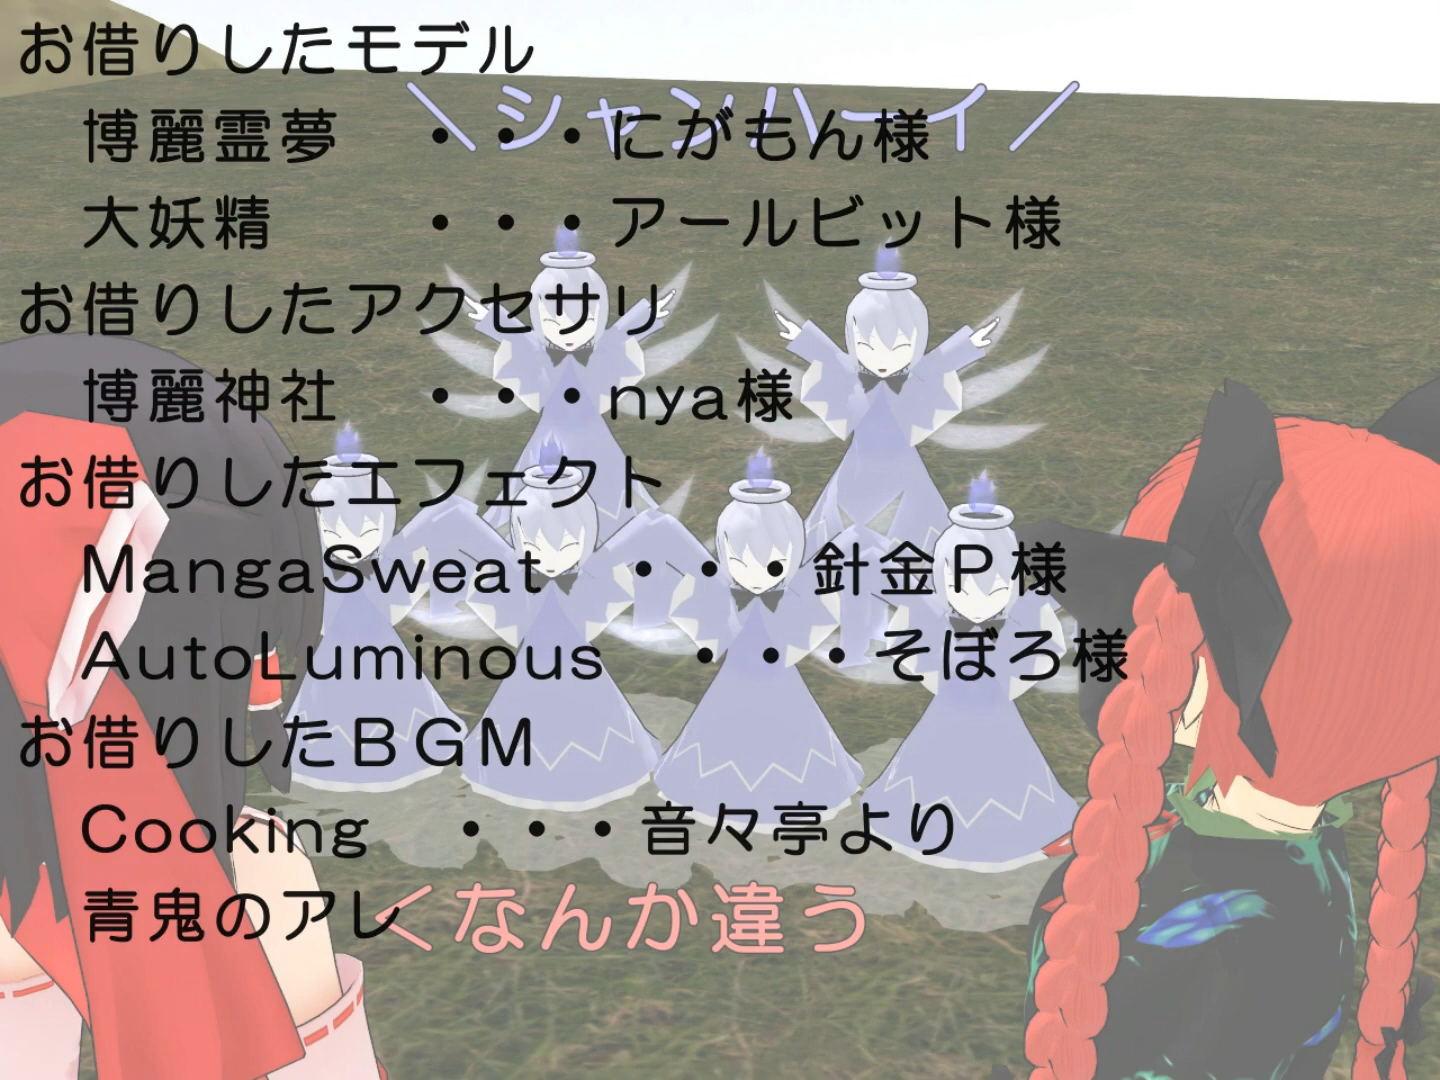 お借りしたモデル
＼シャンハーイ／
博麗霊夢　・・・にがもん様
大妖精　　・・・アールビット様
お借りしたアクセサリ
博麗神社　・・・nya様
お借りしたエフェクト
MangaSweat　・・・針金Ｐ様
AutoLuminous　・・・そぼろ様
お借りしたＢＧＭ
Cooking　・・・音々亭より
青鬼のアレ
＜なんか違う